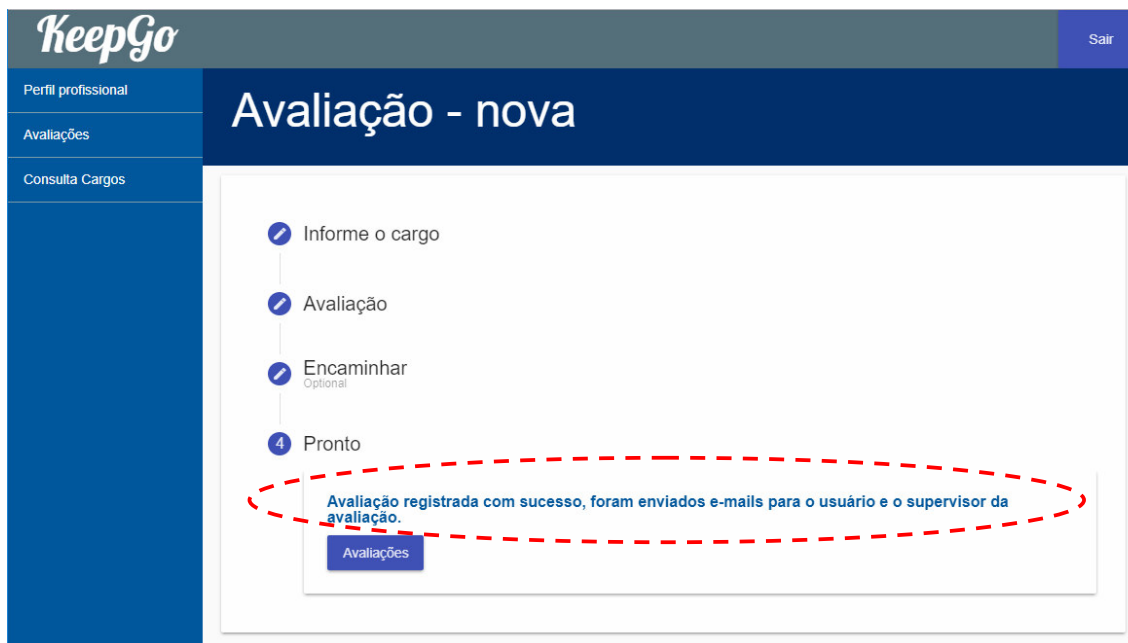 KeepGo
Sair
Perfil profissional
Avaliações
Consulta Cargos
Avaliação - nova
Informe o cargo
Avaliação
Encaminhar
Optional
4 Pronto
Avaliação registrada com sucesso, foram enviados e-mails para o usuário e o supervisor da
avaliação.
Avaliações